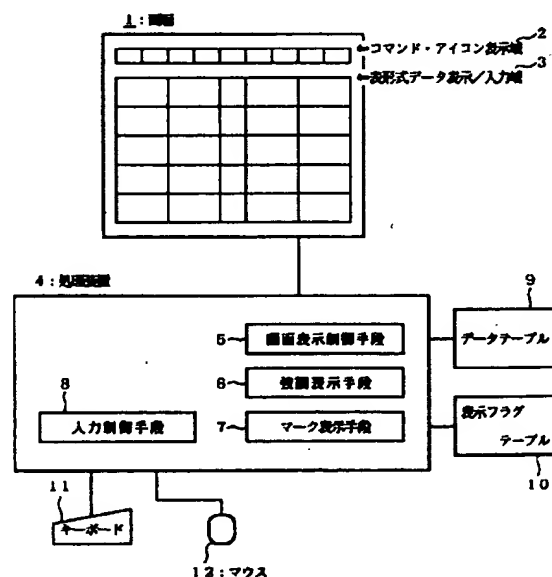 1：画面
2
コマンド・アイコン表示域
3
表形式データ表示／入力域
4：処理装置
5
画面表示制御手段
6
強調表示手段
7
マーク表示手段
8
入力制御手段
9
データテーブル
表示フラグ
テーブル
10
11
キーボード
12：マウス